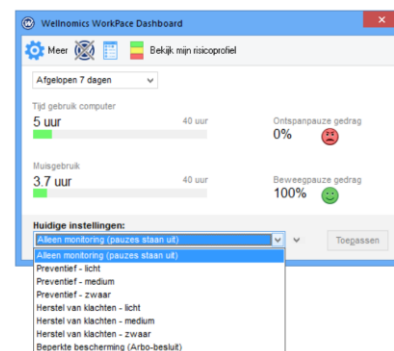 Wellnomics WorkPace Dashboard
Meer Bekijk mijn risicoprofiel
Afgelopen 7 dagen
Tijd gebruik computer
5 uur 40 uur
Ontspanpauze gedrag
0%
Muisgebruik
3.7 uur 40 uur
Beweegpauze gedrag
100%
Huidige instellingen:
Alleen monitoring (pauzes staan uit) Toepassen
Alleen monitoring (pauzes staan uit)
Preventief - licht
Preventief - medium
Preventief - zwaar
Herstel van klachten - licht
Herstel van klachten - medium
Herstel van klachten - zwaar
Beperkte bescherming (Arbo-besluit)